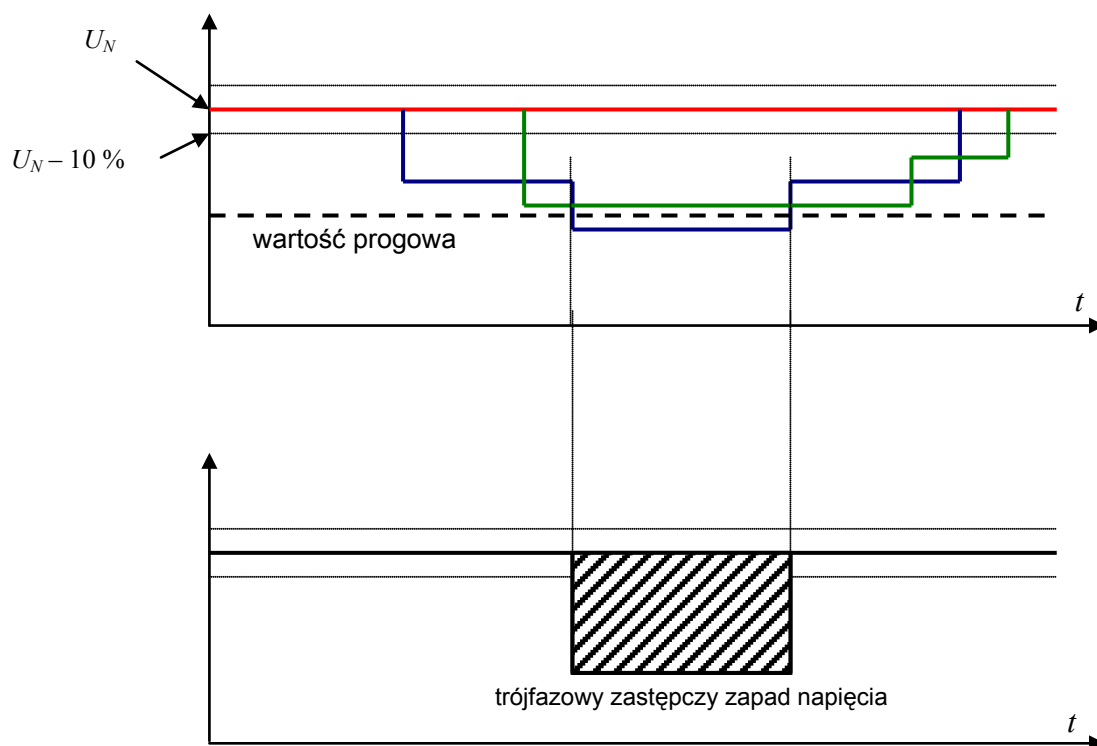 U_N
U_N – 10 %
wartość progowa
t
trójfazowy zastępczy zapad napięcia
t